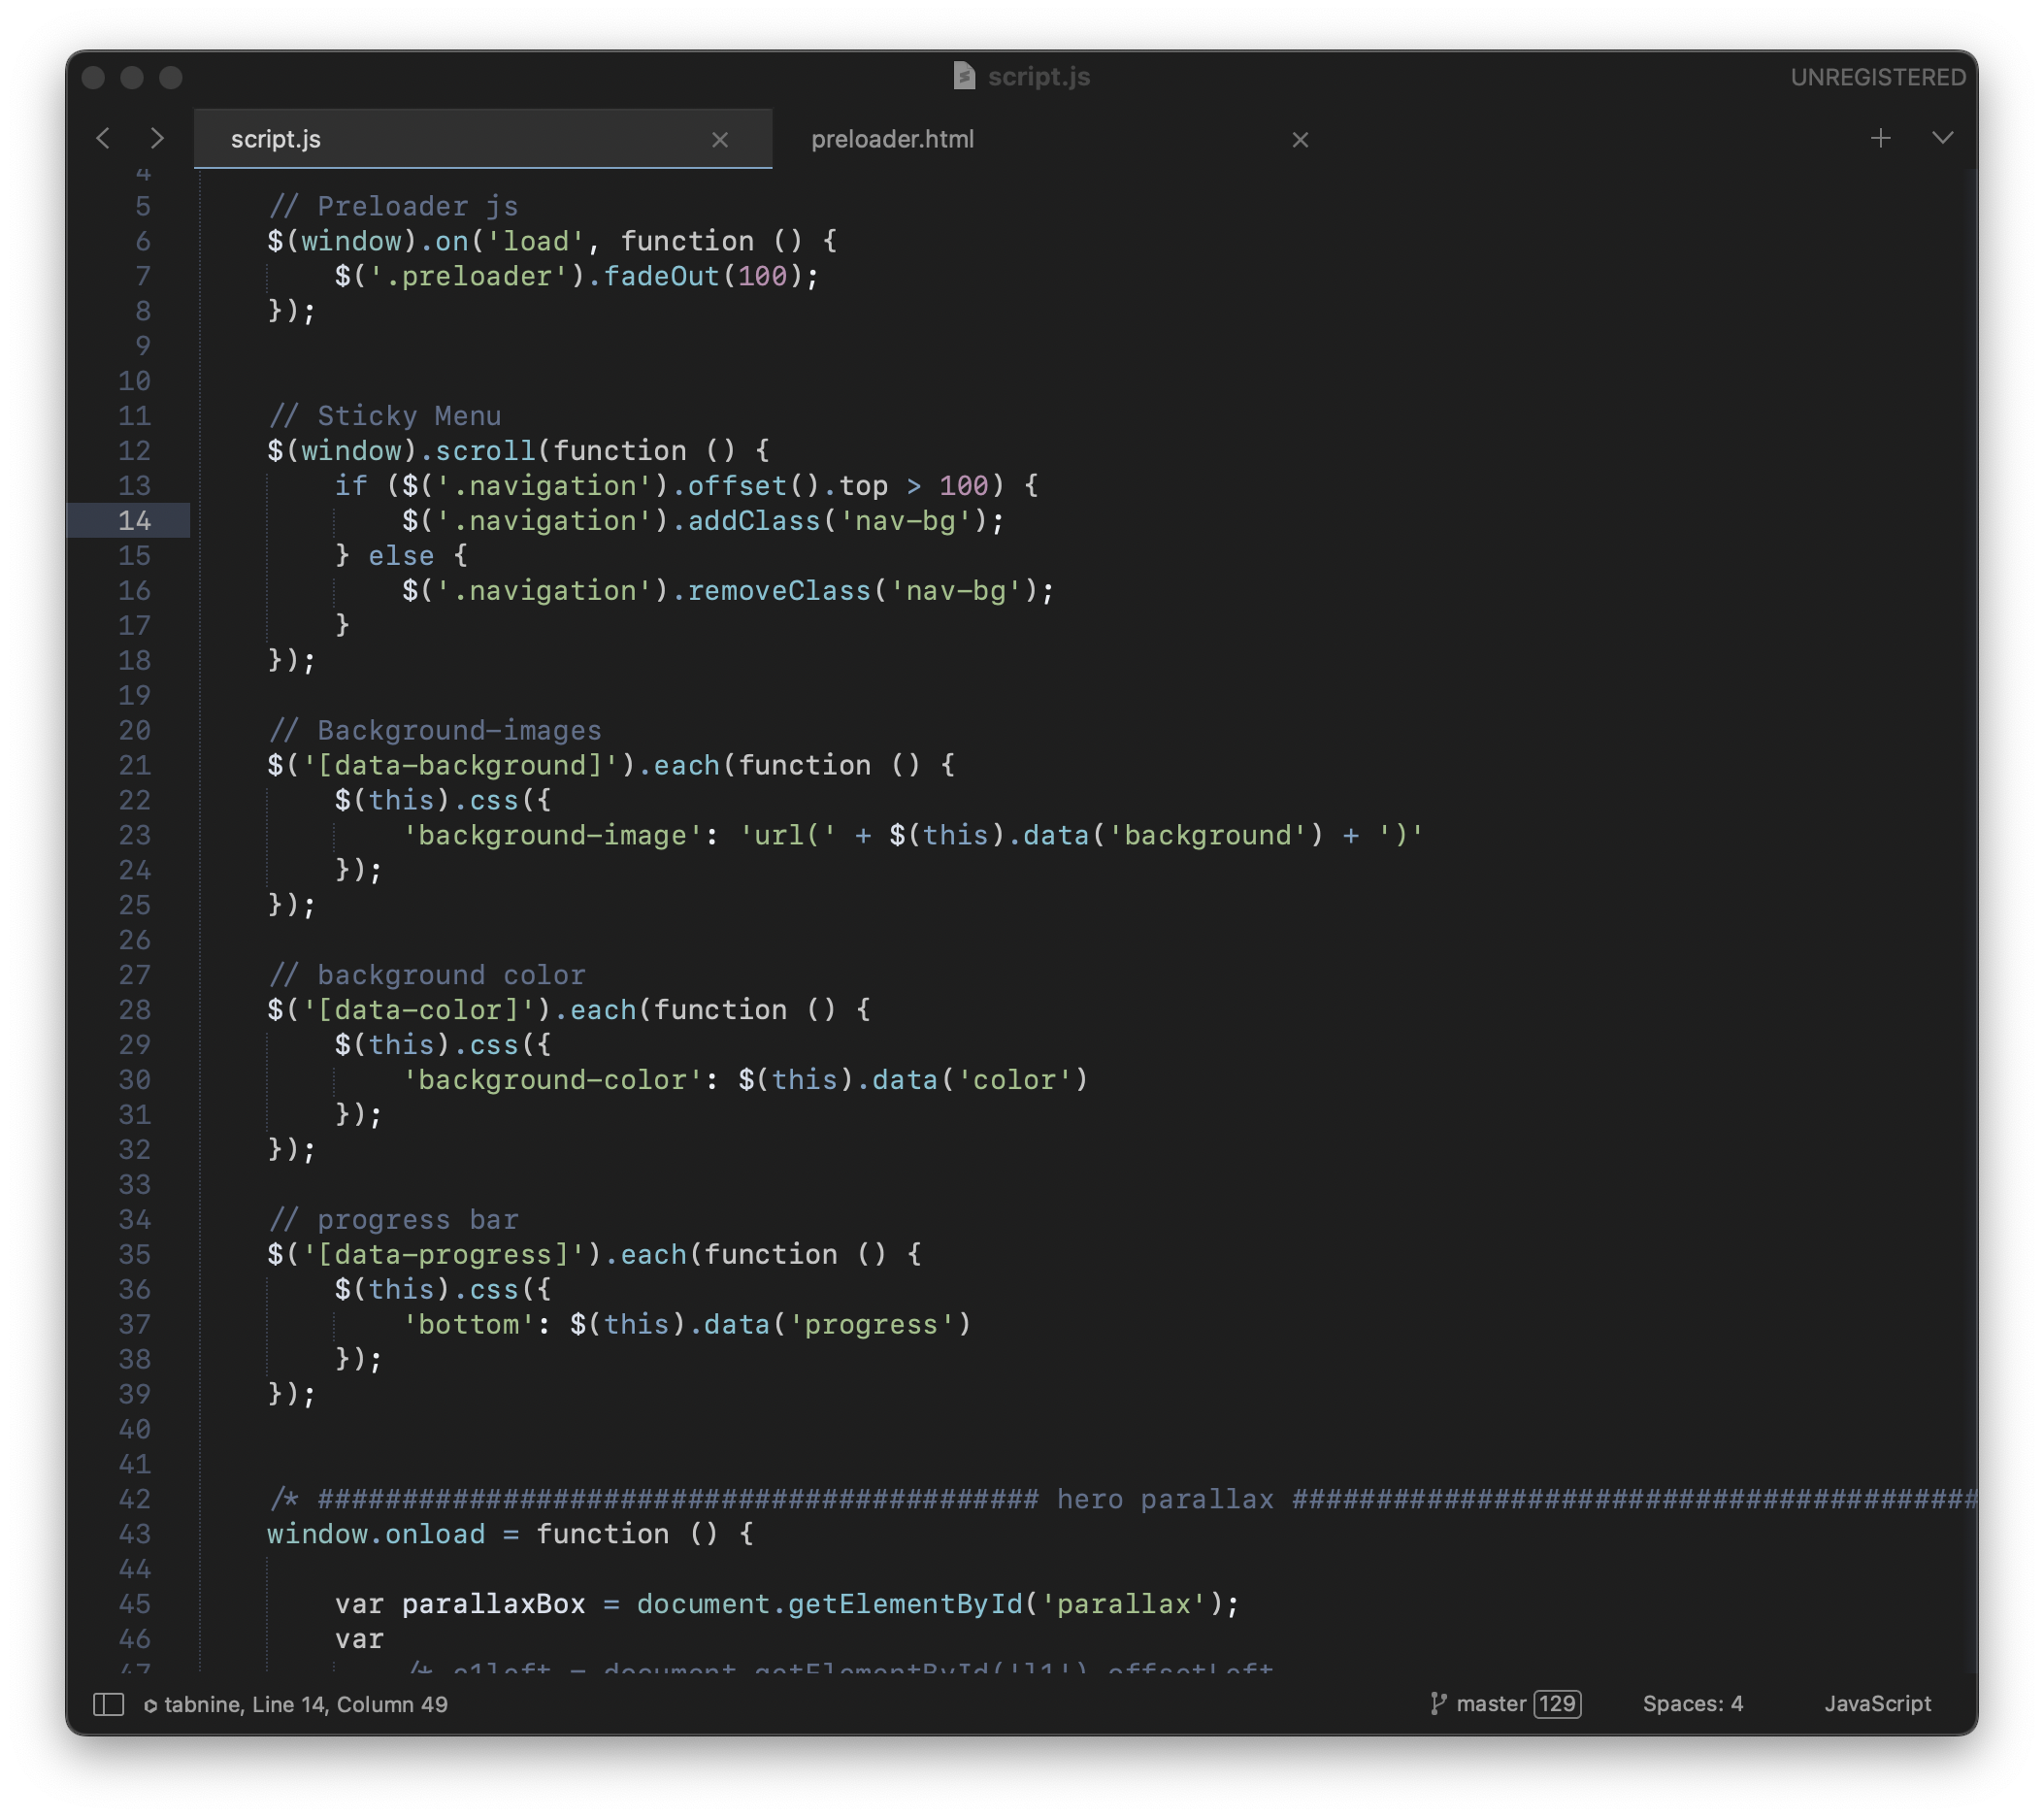 script.js
UNREGISTERED
script.js
preloader.html
4
5 // Preloader js
6 $(window).on('load', function () {
7 $('.preloader').fadeOut(100);
8 });
9
10
11 // Sticky Menu
12 $(window).scroll(function () {
13 if ($('.navigation').offset().top > 100) {
14 $('.navigation').addClass('nav-bg');
15 } else {
16 $('.navigation').removeClass('nav-bg');
17 }
18 });
19
20 // Background-images
21 $('[data-background]').each(function () {
22 $(this).css({
23 'background-image': 'url(' + $(this).data('background') + ')'
24 });
25 });
26
27 // background color
28 $('[data-color]').each(function () {
29 $(this).css({
30 'background-color': $(this).data('color')
31 });
32 });
33
34 // progress bar
35 $('[data-progress]').each(function () {
36 $(this).css({
37 'bottom': $(this).data('progress')
38 });
39 });
40
41
42 /* ########################################### hero parallax #########################################
43 window.onload = function () {
44
45 var parallaxBox = document.getElementById('parallax');
46 var
47 /* c1left = document.getElementById('l1').offsetLeft
tabnine, Line 14, Column 49
master 129
Spaces: 4
JavaScript